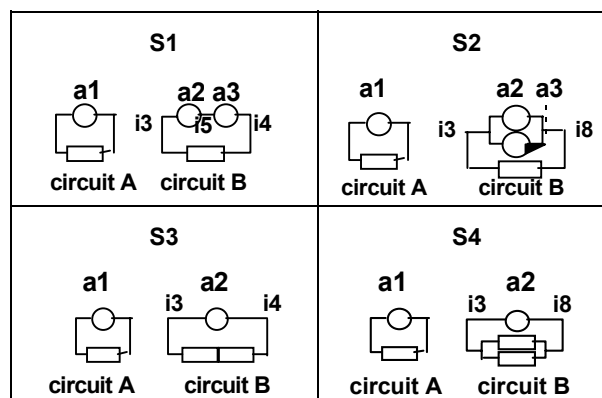 S1
a1 a2 a3
i3 i5 i4
circuit A circuit B
S2
a1 a2 a3
i3 i8
circuit A circuit B
S3
a1 a2
i3 i4
circuit A circuit B
S4
a1 a2
i3 i8
circuit A circuit B